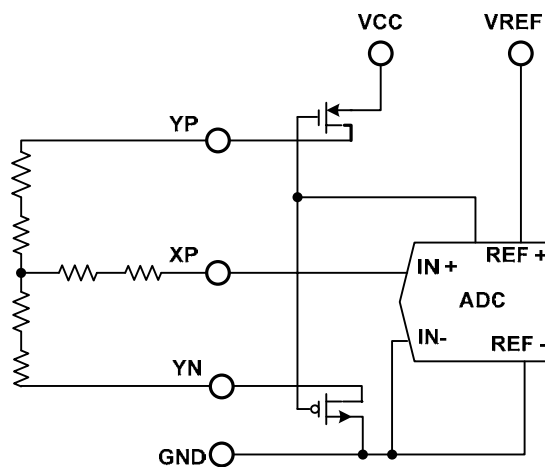 VCC
VREF
YP
XP
IN +
REF +
ADC
IN-
REF -
YN
GND